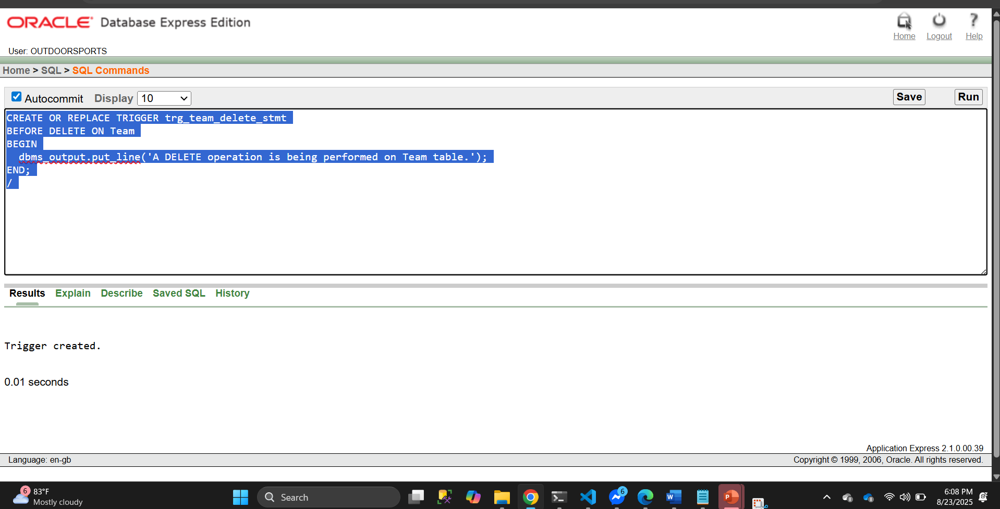 ORACLE Database Express Edition
Home Logout Help
User: OUTDOORSPORTS
Home > SQL > SQL Commands
Autocommit Display 10 Save Run
CREATE OR REPLACE TRIGGER trg_team_delete_stmt
BEFORE DELETE ON Team
BEGIN
  dbms_output.put_line('A DELETE operation is being performed on Team table.');
END;
/
Results Explain Describe Saved SQL History
Trigger created.
0.01 seconds
Application Express 2.1.0.00.39
Language: en-gb Copyright © 1999, 2006, Oracle. All rights reserved.
6 83°F
Mostly cloudy
Search
6
6:08 PM
8/23/2025